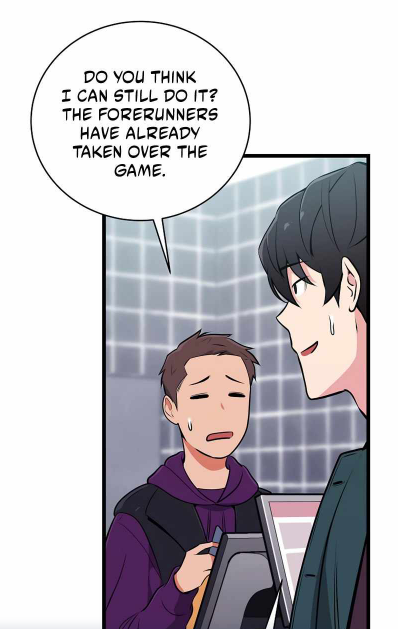 DO YOU THINK
I CAN STILL DO IT?
THE FORERUNNERS
HAVE ALREADY
TAKEN OVER THE
GAME.